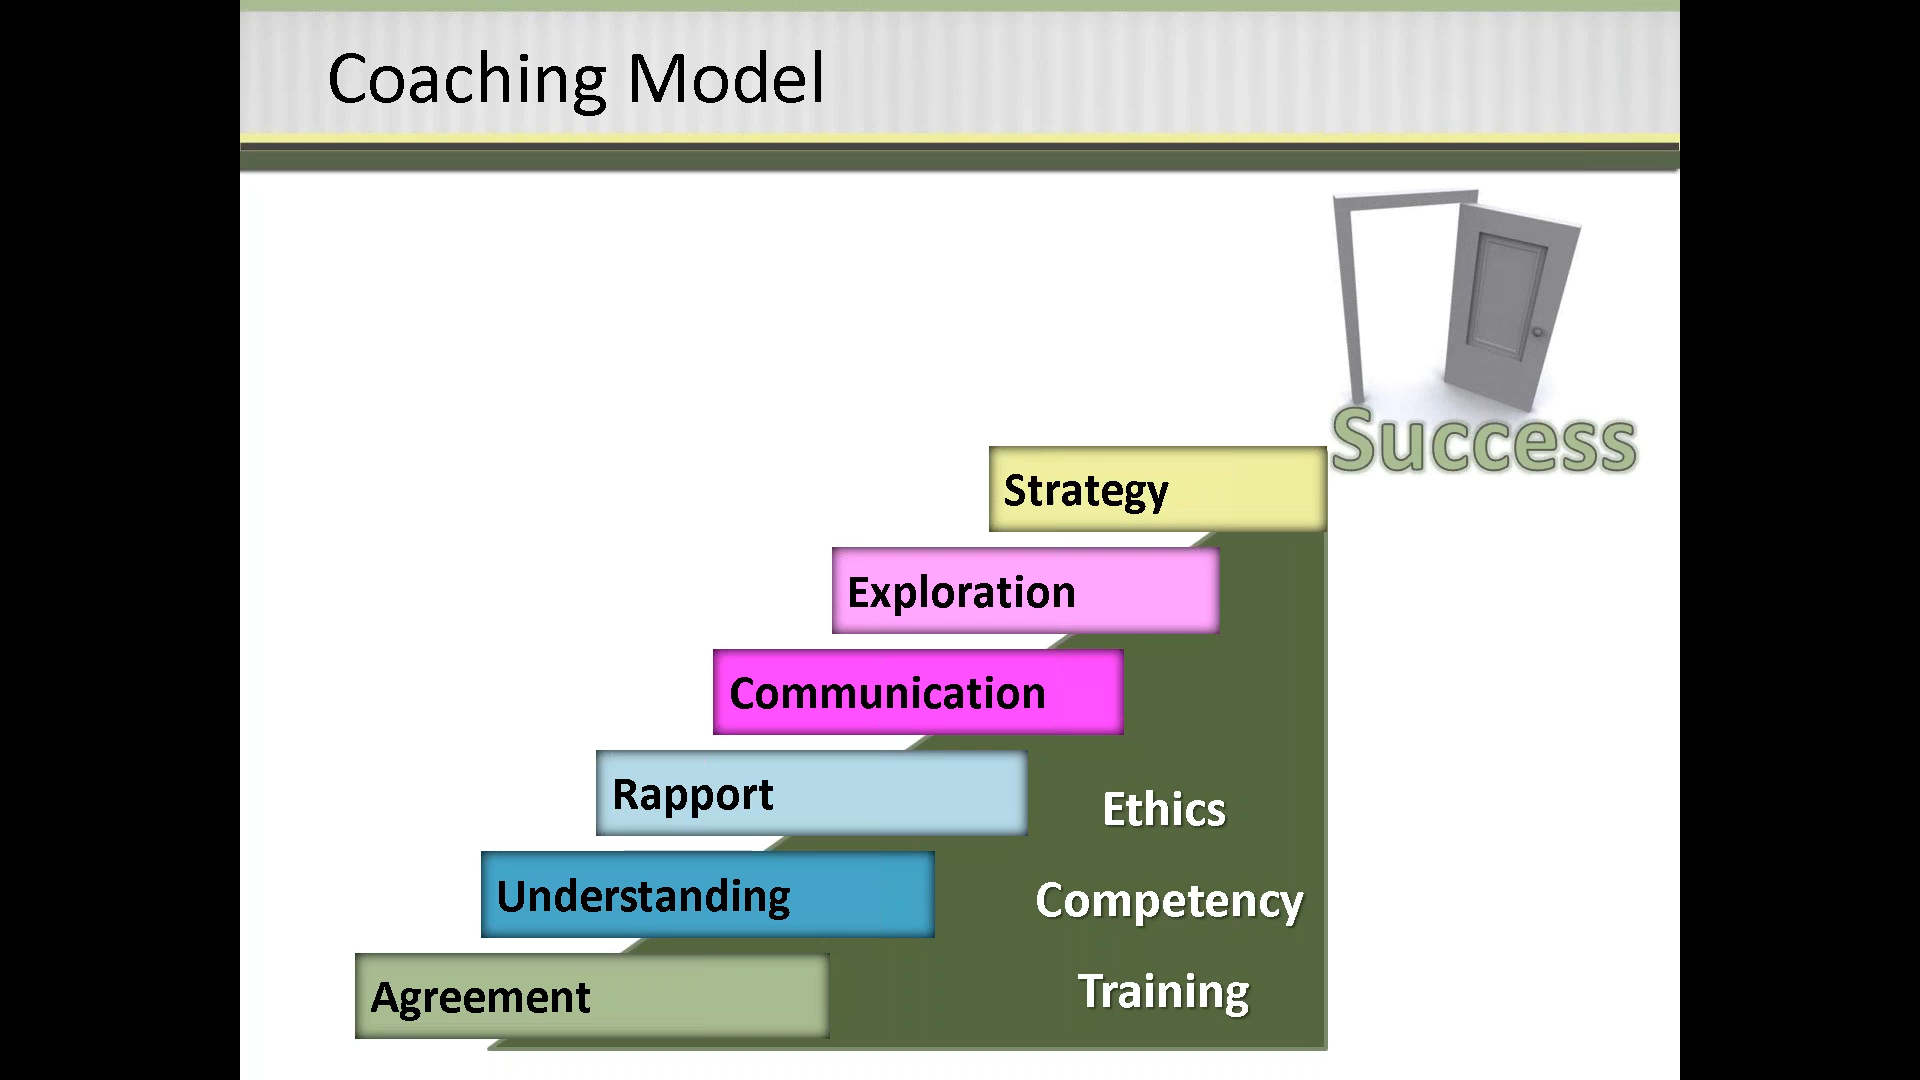 Coaching Model
Success
Strategy
Exploration
Communication
Rapport
Ethics
Understanding
Competency
Agreement
Training